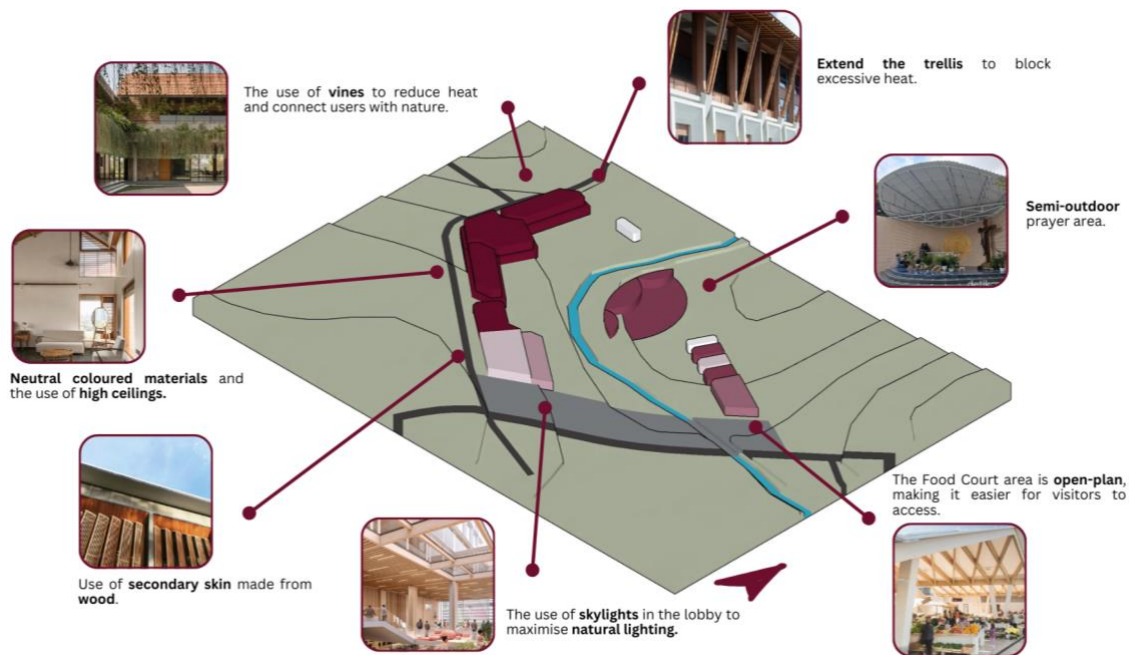 The use of vines to reduce heat
and connect users with nature.
Extend the trellis to block
excessive heat.
Semi-outdoor
prayer area.
Neutral coloured materials and
the use of high ceilings.
Use of secondary skin made from
wood.
The use of skylights in the lobby to
maximise natural lighting.
The Food Court area is open-plan,
making it easier for visitors to
access.